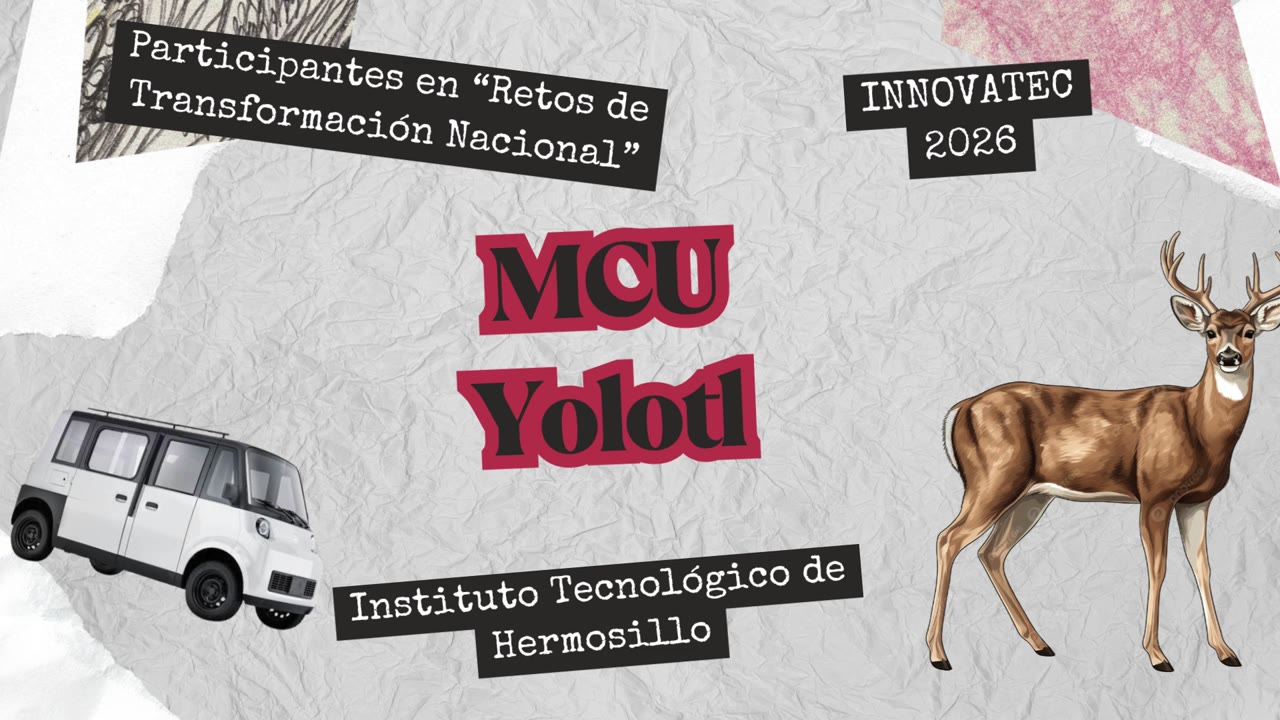 Participantes en “Retos de
Transformación Nacional”
INNOVATEC
2026
MCU
Yolotl
Instituto Tecnológico de
Hermosillo